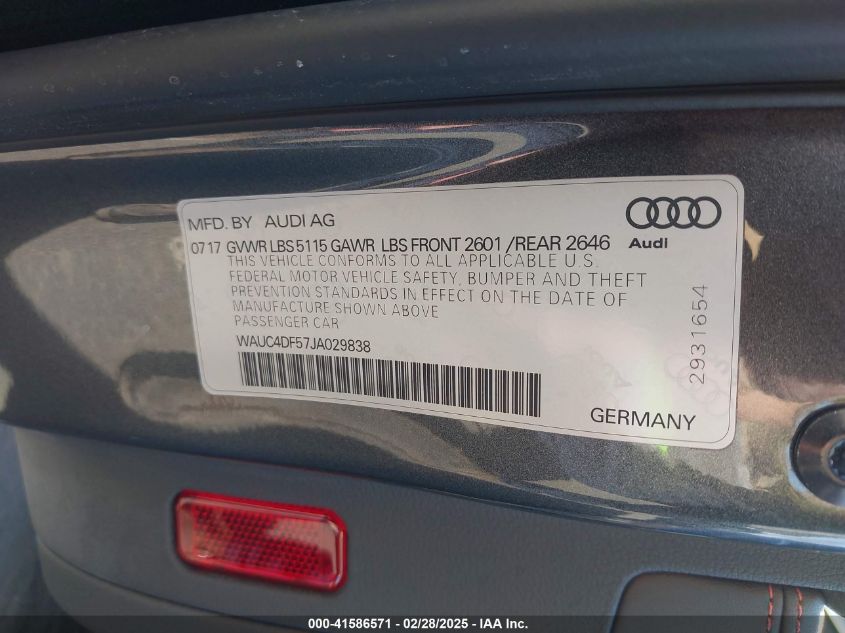 MFD. BY AUDI AG
07 17 GVWR LBS 5115 GAWR LBS FRONT 2601 /REAR 2646
Audi
THIS VEHICLE CONFORMS TO ALL APPLICABLE U.S.
FEDERAL MOTOR VEHICLE SAFETY, BUMPER AND THEFT
PREVENTION STANDARDS IN EFFECT ON THE DATE OF
MANUFACTURE SHOWN ABOVE
PASSENGER CAR
WAUC4DF57JA029838
2931654
GERMANY
000-41586571 / 02/28/2025 - IAA Inc.